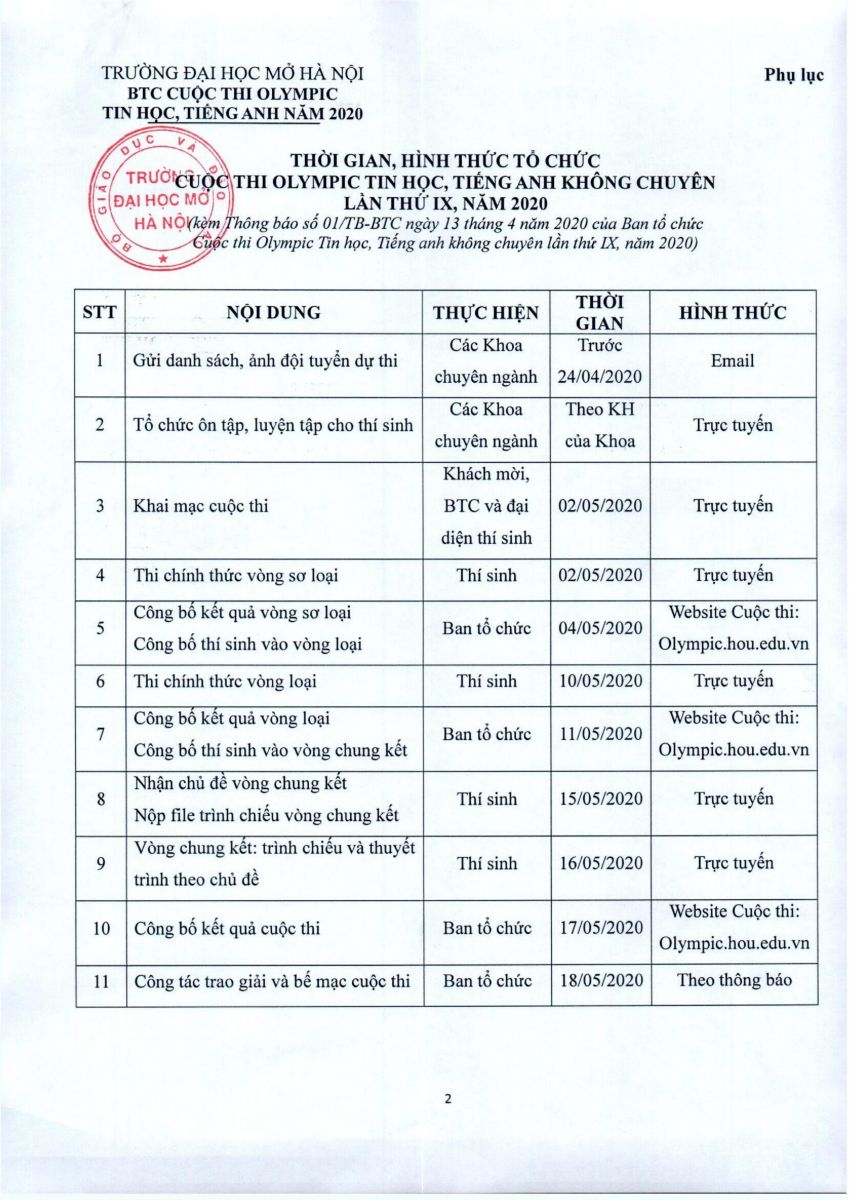 TRƯỜNG ĐẠI HỌC MỞ HÀ NỘI
BTC CUỘC THI OLYMPIC
TIN HỌC, TIẾNG ANH NĂM 2020
Phụ lục
BỘ GIÁO DỤC VÀ ĐÀO TẠO
TRƯỜNG
ĐẠI HỌC MỞ
HÀ NỘI
THỜI GIAN, HÌNH THỨC TỔ CHỨC
CUỘC THI OLYMPIC TIN HỌC, TIẾNG ANH KHÔNG CHUYÊN
LẦN THỨ IX, NĂM 2020
(kèm Thông báo số 01/TB-BTC ngày 13 tháng 4 năm 2020 của Ban tổ chức
Cuộc thi Olympic Tin học, Tiếng anh không chuyên lần thứ IX, năm 2020)
STT NỘI DUNG THỰC HIỆN THỜI GIAN HÌNH THỨC
1 Gửi danh sách, ảnh đội tuyển dự thi Các Khoa chuyên ngành Trước 24/04/2020 Email
2 Tổ chức ôn tập, luyện tập cho thí sinh Các Khoa chuyên ngành Theo KH của Khoa Trực tuyến
3 Khai mạc cuộc thi Khách mời, BTC và đại diện thí sinh 02/05/2020 Trực tuyến
4 Thi chính thức vòng sơ loại Thí sinh 02/05/2020 Trực tuyến
5 Công bố kết quả vòng sơ loại Công bố thí sinh vào vòng loại Ban tổ chức 04/05/2020 Website Cuộc thi: Olympic.hou.edu.vn
6 Thi chính thức vòng loại Thí sinh 10/05/2020 Trực tuyến
7 Công bố kết quả vòng loại Công bố thí sinh vào vòng chung kết Ban tổ chức 11/05/2020 Website Cuộc thi: Olympic.hou.edu.vn
8 Nhận chủ đề vòng chung kết Nộp file trình chiếu vòng chung kết Thí sinh 15/05/2020 Trực tuyến
9 Vòng chung kết: trình chiếu và thuyết trình theo chủ đề Thí sinh 16/05/2020 Trực tuyến
10 Công bố kết quả cuộc thi Ban tổ chức 17/05/2020 Website Cuộc thi: Olympic.hou.edu.vn
11 Công tác trao giải và bế mạc cuộc thi Ban tổ chức 18/05/2020 Theo thông báo
2